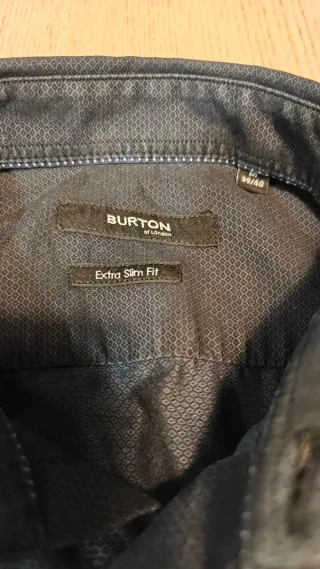 M
39/40
BURTON
of LONDON
Extra Slim Fit